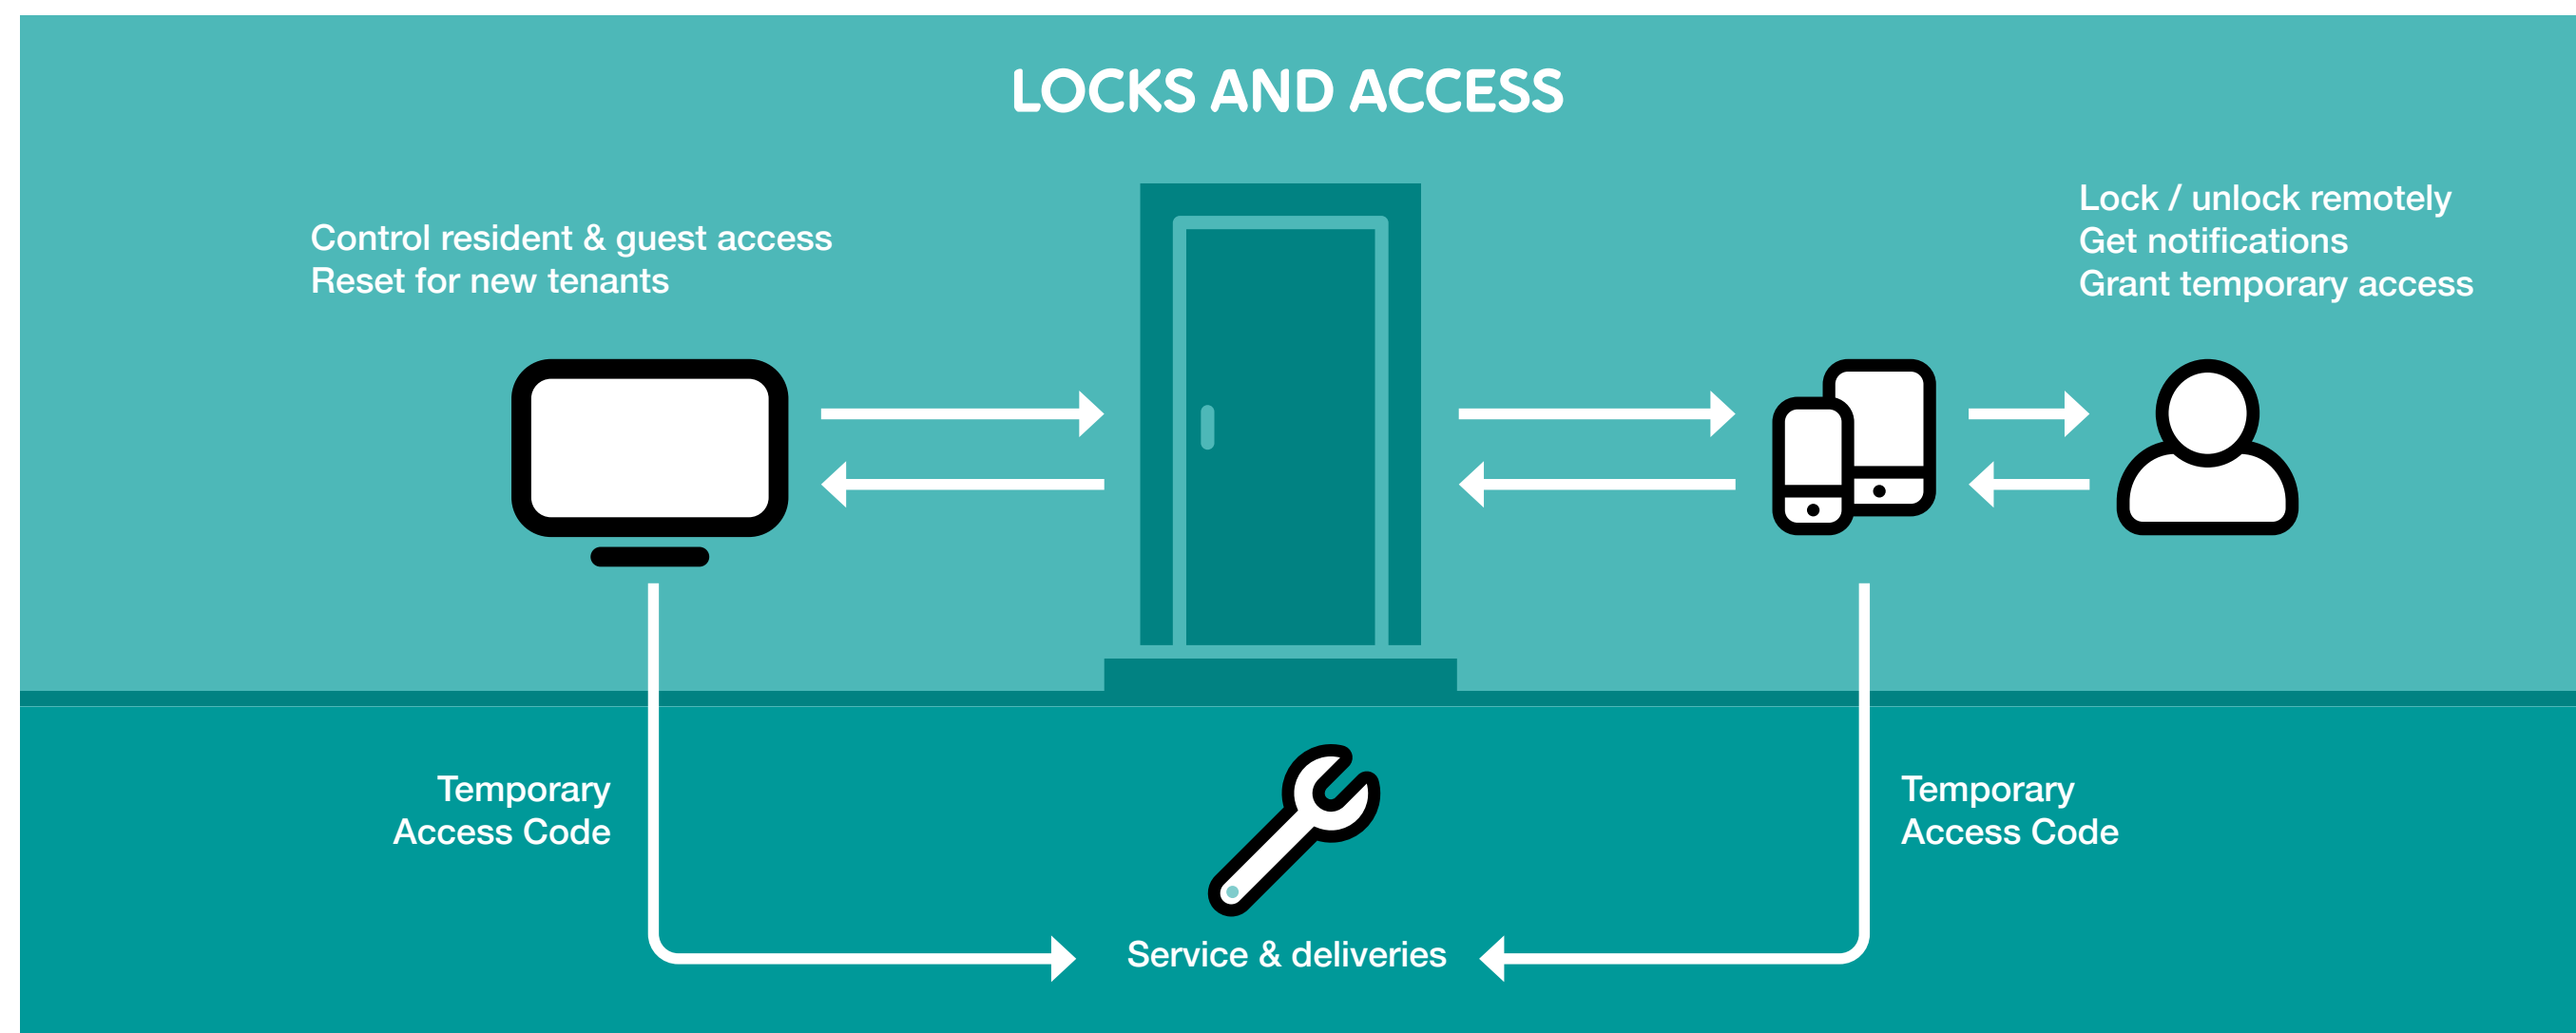 LOCKS AND ACCESS
Control resident & guest access
Reset for new tenants
Lock / unlock remotely
Get notifications
Grant temporary access
Temporary
Access Code
Service & deliveries
Temporary
Access Code